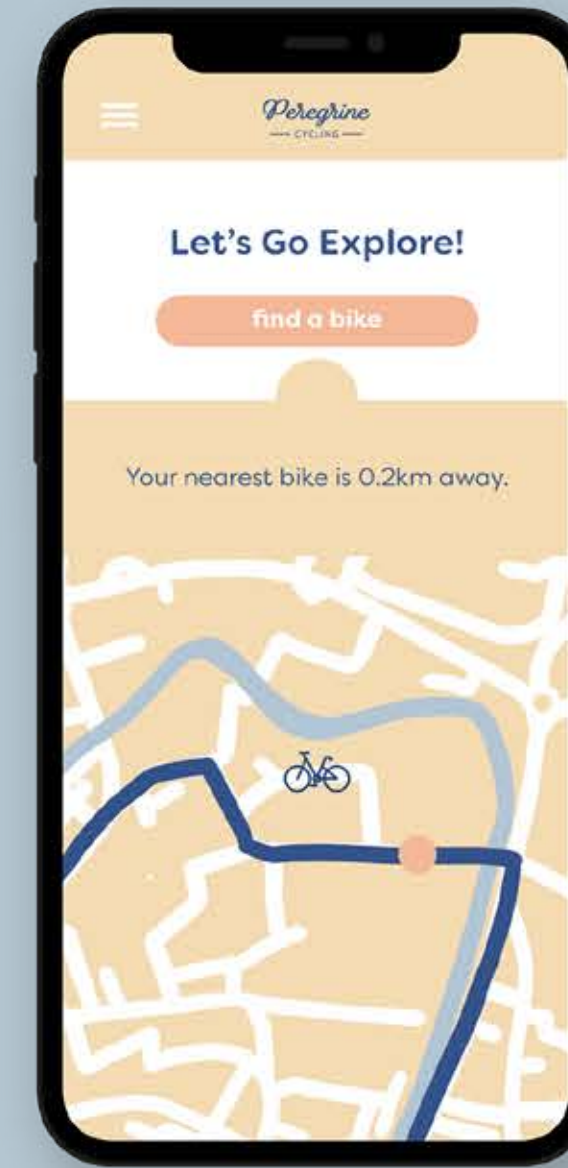 Peregrine
CYCLING
Let's Go Explore!
find a bike
Your nearest bike is 0.2km away.